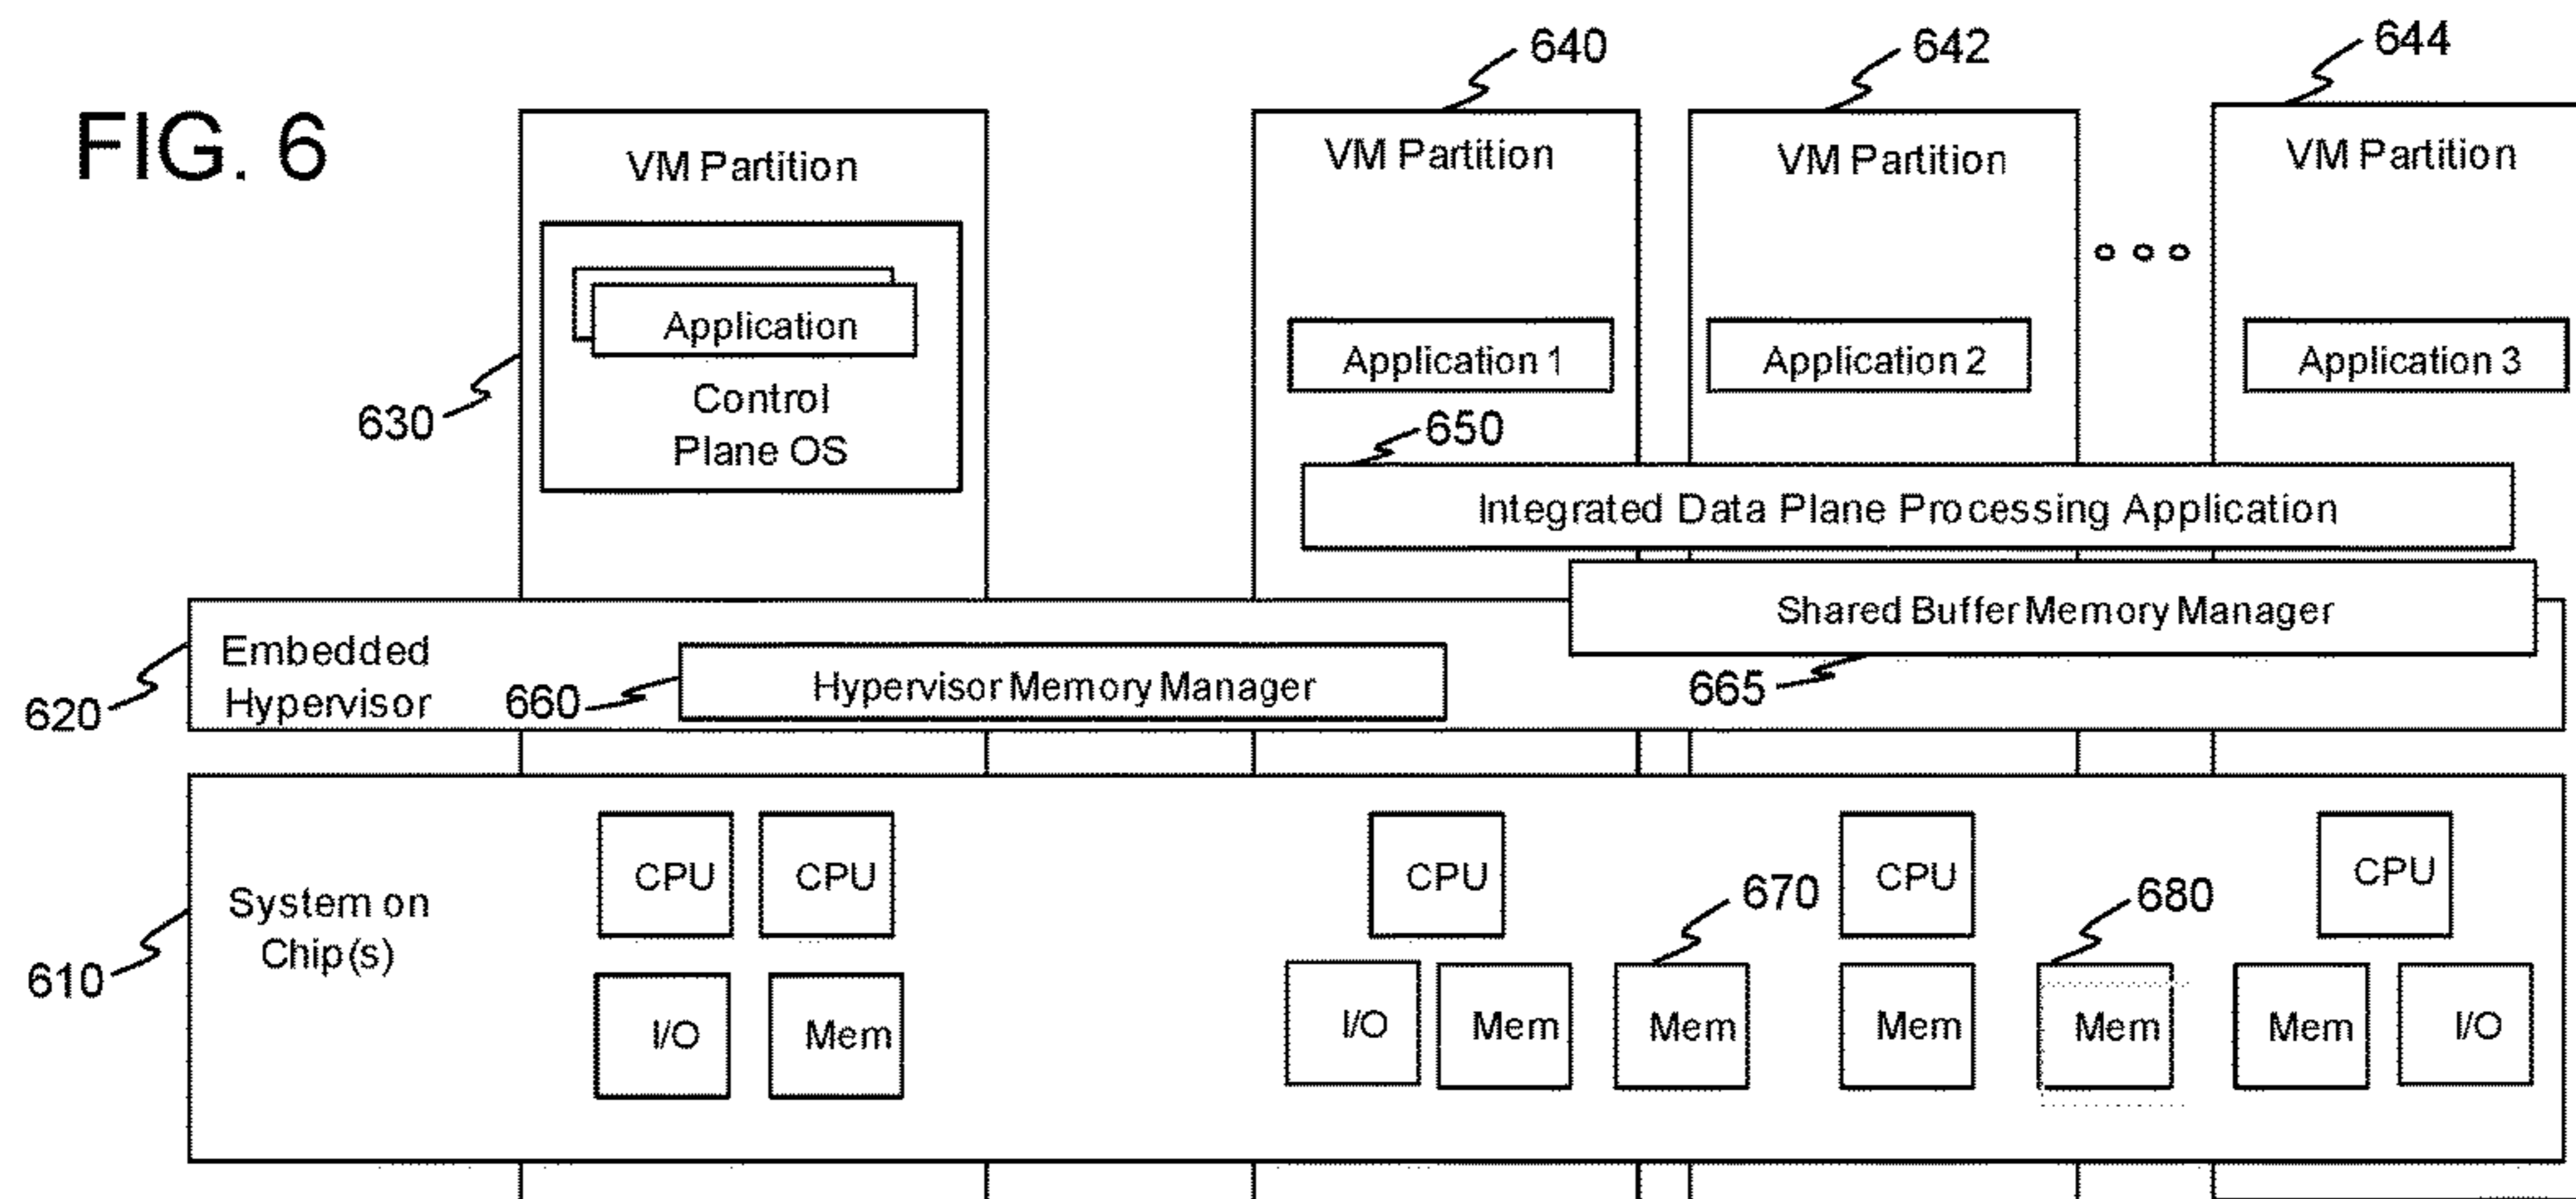 FIG. 6
640
642
644
VM Partition
VM Partition
VM Partition
VM Partition
Application
Control
Plane OS
630
Application 1
Application 2
Application 3
650
Integrated Data Plane Processing Application
Shared Buffer Memory Manager
665
Embedded
Hypervisor
620
660
Hypervisor Memory Manager
System on
Chip(s)
610
CPU
CPU
CPU
CPU
CPU
670
680
I/O
Mem
I/O
Mem
Mem
Mem
Mem
Mem
I/O